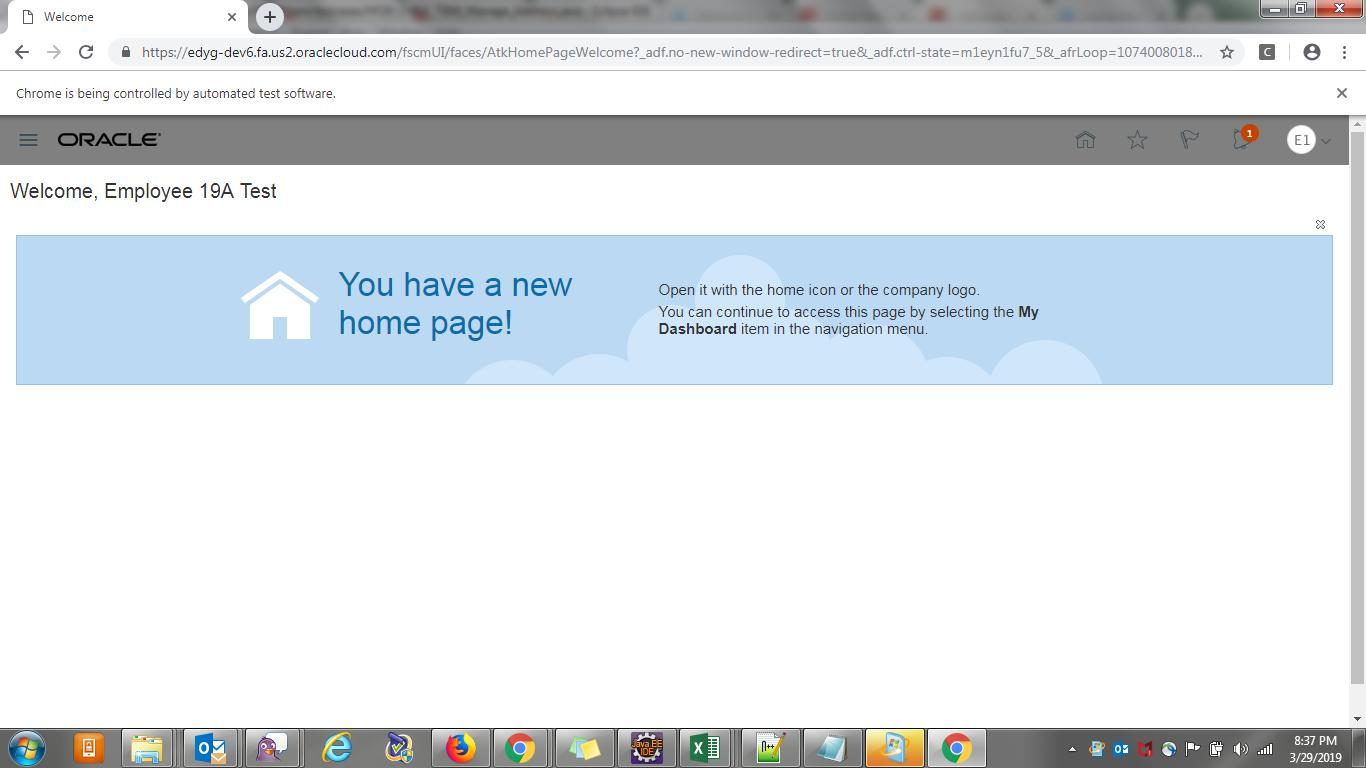 Welcome
https://edyg-dev6.fa.us2.oraclecloud.com/fscmUI/faces/AtkHomePageWelcome?_adf.no-new-window-redirect=true&_adf.ctrl-state=m1eyn1fu7_5&_afrLoop=1074008018...
C
Chrome is being controlled by automated test software.
ORACLE
1
E1
Welcome, Employee 19A Test
You have a new
home page!
Open it with the home icon or the company logo.
You can continue to access this page by selecting the My
Dashboard item in the navigation menu.
Java EE
IDE
8:37 PM
3/29/2019